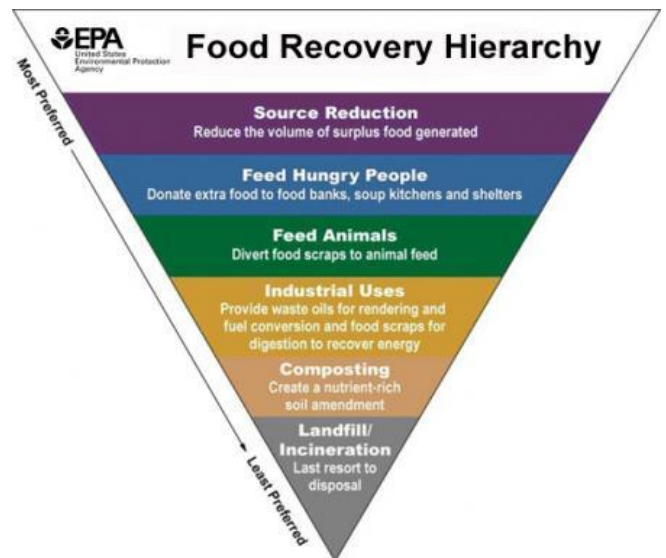 EPA
United States
Environmental Protection
Agency
Food Recovery Hierarchy
Most Preferred
Source Reduction
Reduce the volume of surplus food generated
Feed Hungry People
Donate extra food to food banks, soup kitchens and shelters
Feed Animals
Divert food scraps to animal feed
Industrial Uses
Provide waste oils for rendering and
fuel conversion and food scraps for
digestion to recover energy
Composting
Create a nutrient-rich
soil amendment
Landfill/
Incineration
Last resort to
disposal
Least Preferred